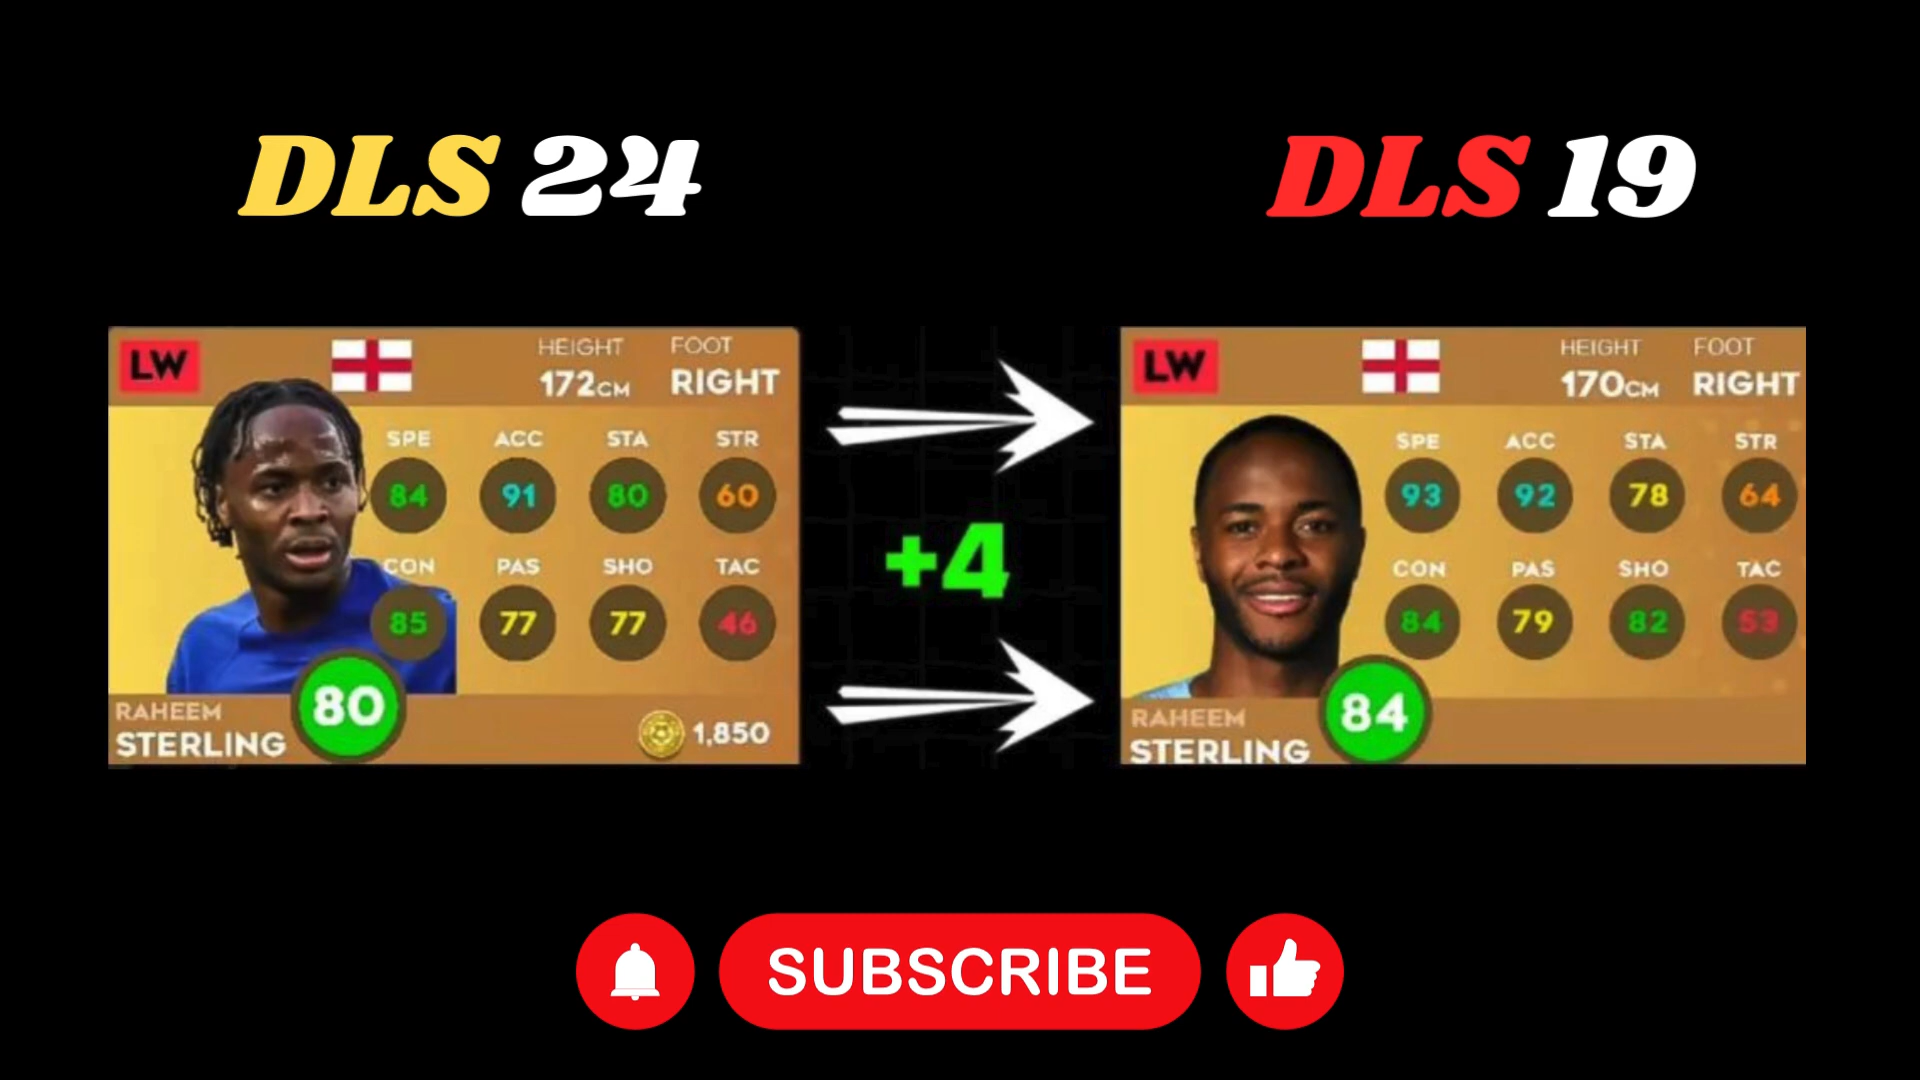 DLS 24
DLS 19
LW
HEIGHT
172CM
FOOT
RIGHT
SPE
ACC
STA
STR
84
91
80
60
CON
PAS
SHO
TAC
85
77
77
46
RAHEEM
STERLING
80
1,850
+4
LW
HEIGHT
170CM
FOOT
RIGHT
SPE
ACC
STA
STR
93
92
78
64
CON
PAS
SHO
TAC
84
79
82
53
RAHEEM
STERLING
84
SUBSCRIBE